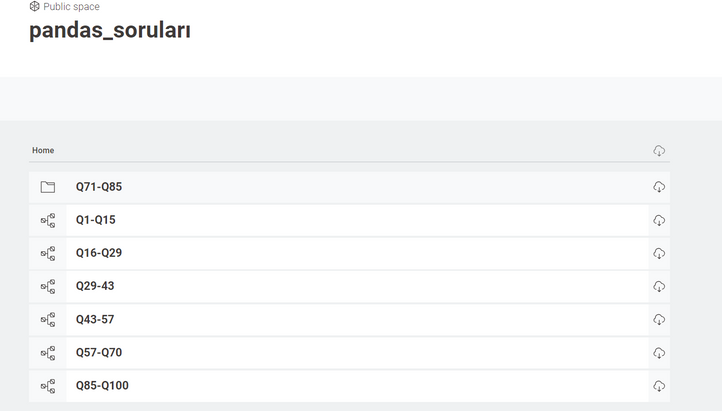 Public space
pandas_soruları
Home
Q71-Q85
Q1-Q15
Q16-Q29
Q29-43
Q43-57
Q57-Q70
Q85-Q100